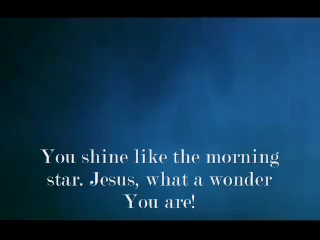 You shine like the morning
star. Jesus, what a wonder
You are!